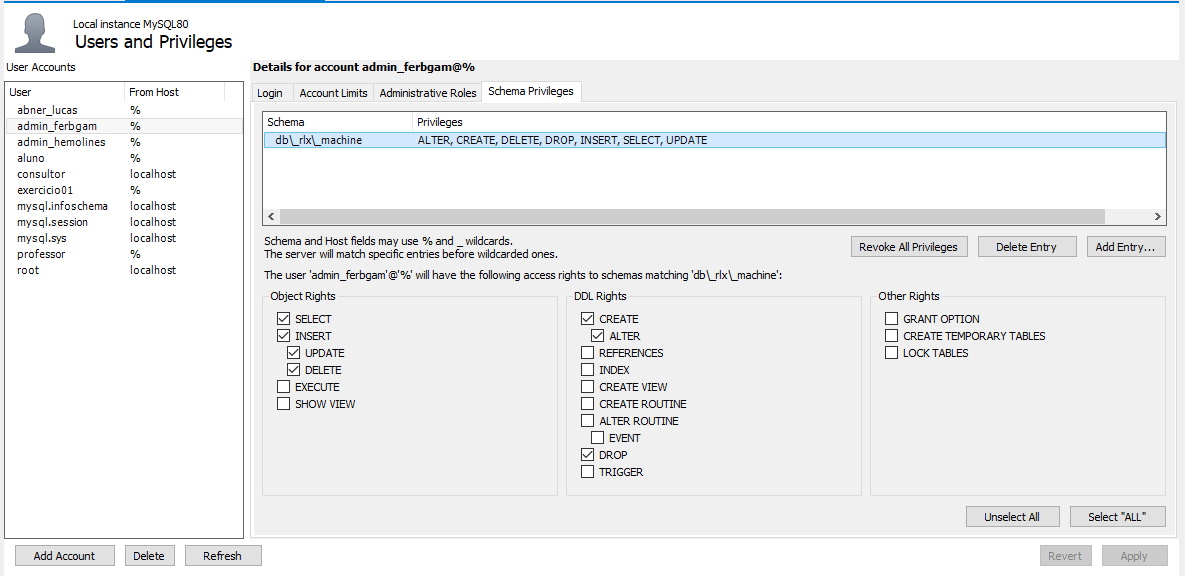 Local instance MySQL80
Users and Privileges
User Accounts
User From Host
abner_lucas %
admin_ferbgam %
admin_hemolines %
aluno %
consultor localhost
exercicio01 %
mysql.infoschema localhost
mysql.session localhost
mysql.sys localhost
professor %
root localhost
Add Account Delete Refresh
Details for account admin_ferbgam@%
Login Account Limits Administrative Roles Schema Privileges
Schema Privileges
db\_rlx\_machine ALTER, CREATE, DELETE, DROP, INSERT, SELECT, UPDATE
Schema and Host fields may use % and _ wildcards.
The server will match specific entries before wildcarded ones.
Revoke All Privileges Delete Entry Add Entry...
The user 'admin_ferbgam'@'%' will have the following access rights to schemas matching 'db\_rlx\_machine':
Object Rights
SELECT
INSERT
UPDATE
DELETE
EXECUTE
SHOW VIEW
DDL Rights
CREATE
ALTER
REFERENCES
INDEX
CREATE VIEW
CREATE ROUTINE
ALTER ROUTINE
EVENT
DROP
TRIGGER
Other Rights
GRANT OPTION
CREATE TEMPORARY TABLES
LOCK TABLES
Unselect All Select "ALL"
Revert Apply